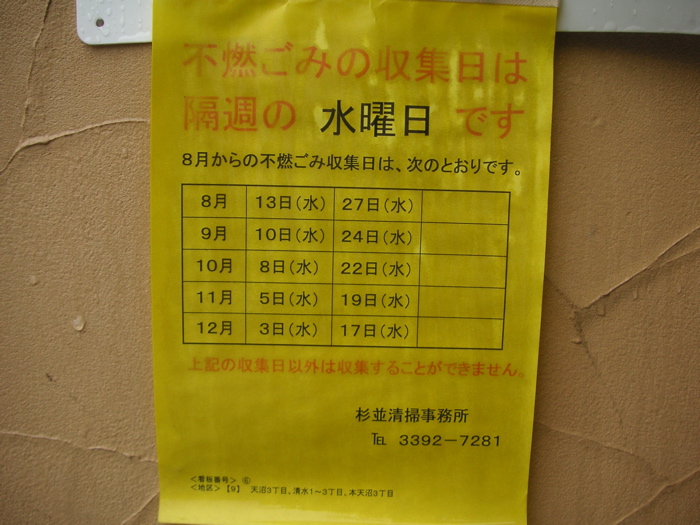 不燃ごみの収集日は
隔週の 水曜日 です
8月からの不燃ごみ収集日は、次のとおりです。
8月 13日(水) 27日(水)
9月 10日(水) 24日(水)
10月 8日(水) 22日(水)
11月 5日(水) 19日(水)
12月 3日(水) 17日(水)
上記の収集日以外は収集することができません。
杉並清掃事務所
℡ 3392-7281
<看板番号> ⑥
<地区> 【9】 天沼3丁目、清水1~3丁目、本天沼3丁目